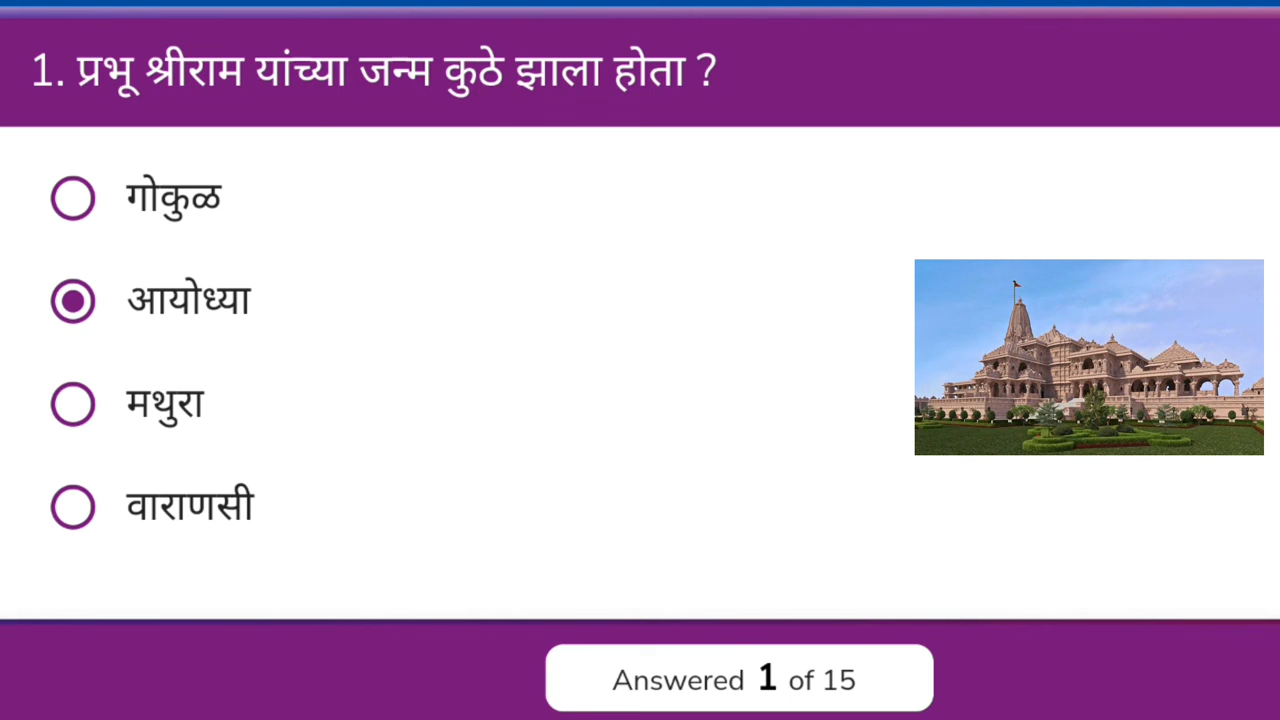 1. प्रभू श्रीराम यांच्या जन्म कुठे झाला होता ?
गोकुळ
आयोध्या
मथुरा
वाराणसी
Answered 1 of 15